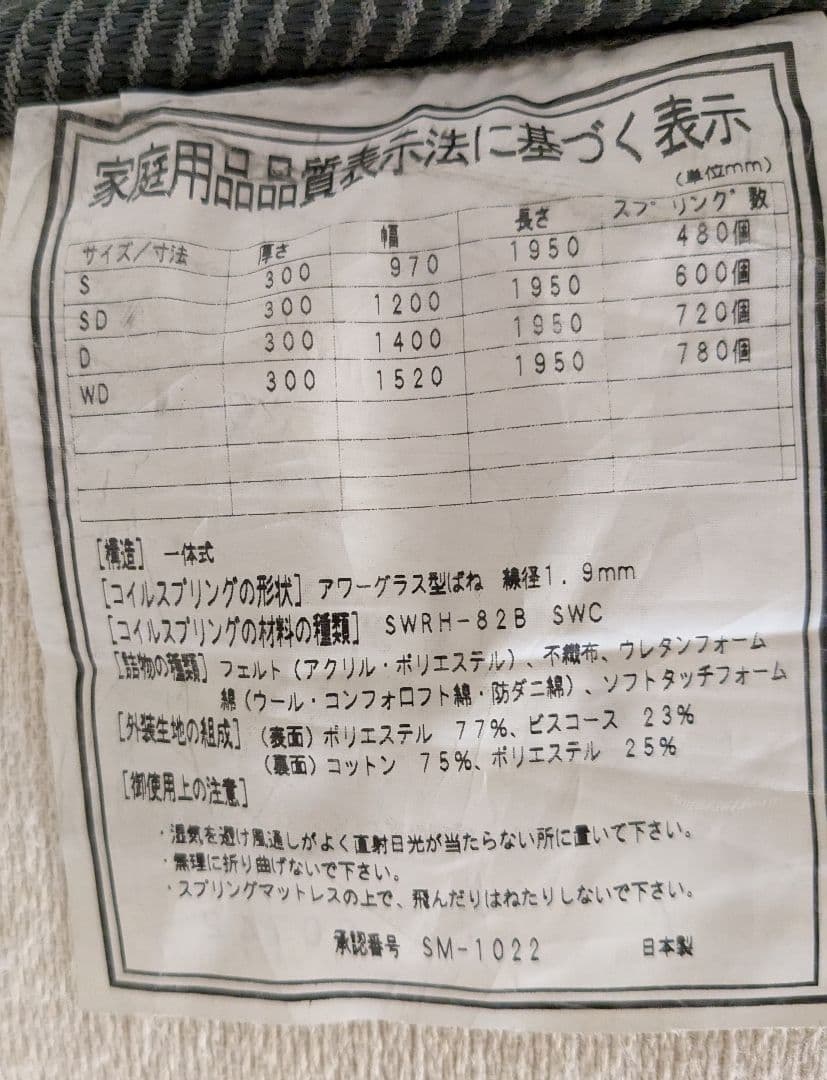 家庭用品品質表示法に基づく表示
(単位mm)
サイズ/寸法 厚さ 幅 長さ スプリング数
S 300 970 1950 480個
SD 300 1200 1950 600個
D 300 1400 1950 720個
WD 300 1520 1950 780個
[構造] 一体式
[コイルスプリングの形状] アワーグラス型ばね 線径1.9mm
[コイルスプリングの材料の種類] SWRH-82B SWC
[詰物の種類] フェルト(アクリル・ポリエステル)、不織布、ウレタンフォーム
綿(ウール・コンフォロフト綿・防ダニ綿)、ソフトタッチフォーム
[外装生地の組成] (表面)ポリエステル 77%、ビスコース 23%
(裏面)コットン 75%、ポリエステル 25%
[御使用上の注意]
・湿気を避け風通しがよく直射日光が当たらない所に置いて下さい。
・無理に折り曲げないで下さい。
・スプリングマットレスの上で、飛んだりはねたりしないで下さい。
承認番号 SM-1022 日本製